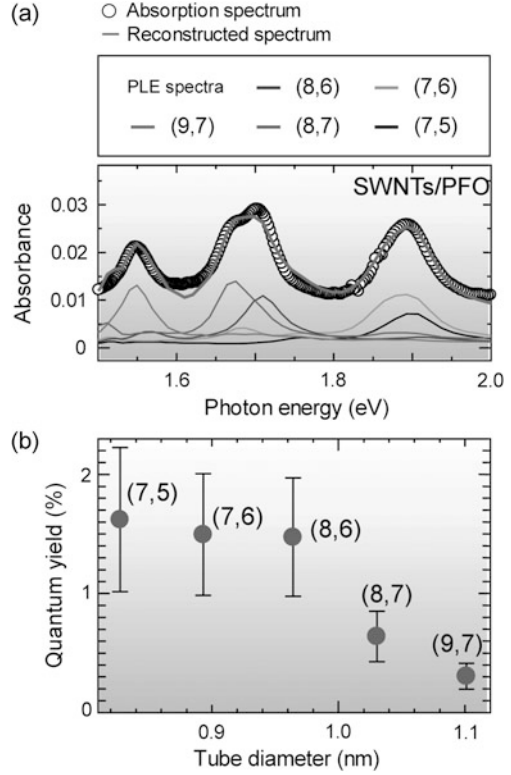 (a)
Absorption spectrum
Reconstructed spectrum
PLE spectra
(8,6)
(7,6)
(9,7)
(8,7)
(7,5)
SWNTs/PFO
0.03
0.02
0.01
0
Absorbance
1.6
1.8
2.0
Photon energy (eV)
(b)
2
1
0
Quantum yield (%)
(7,5)
(7,6)
(8,6)
(8,7)
(9,7)
0.9
1.0
1.1
Tube diameter (nm)